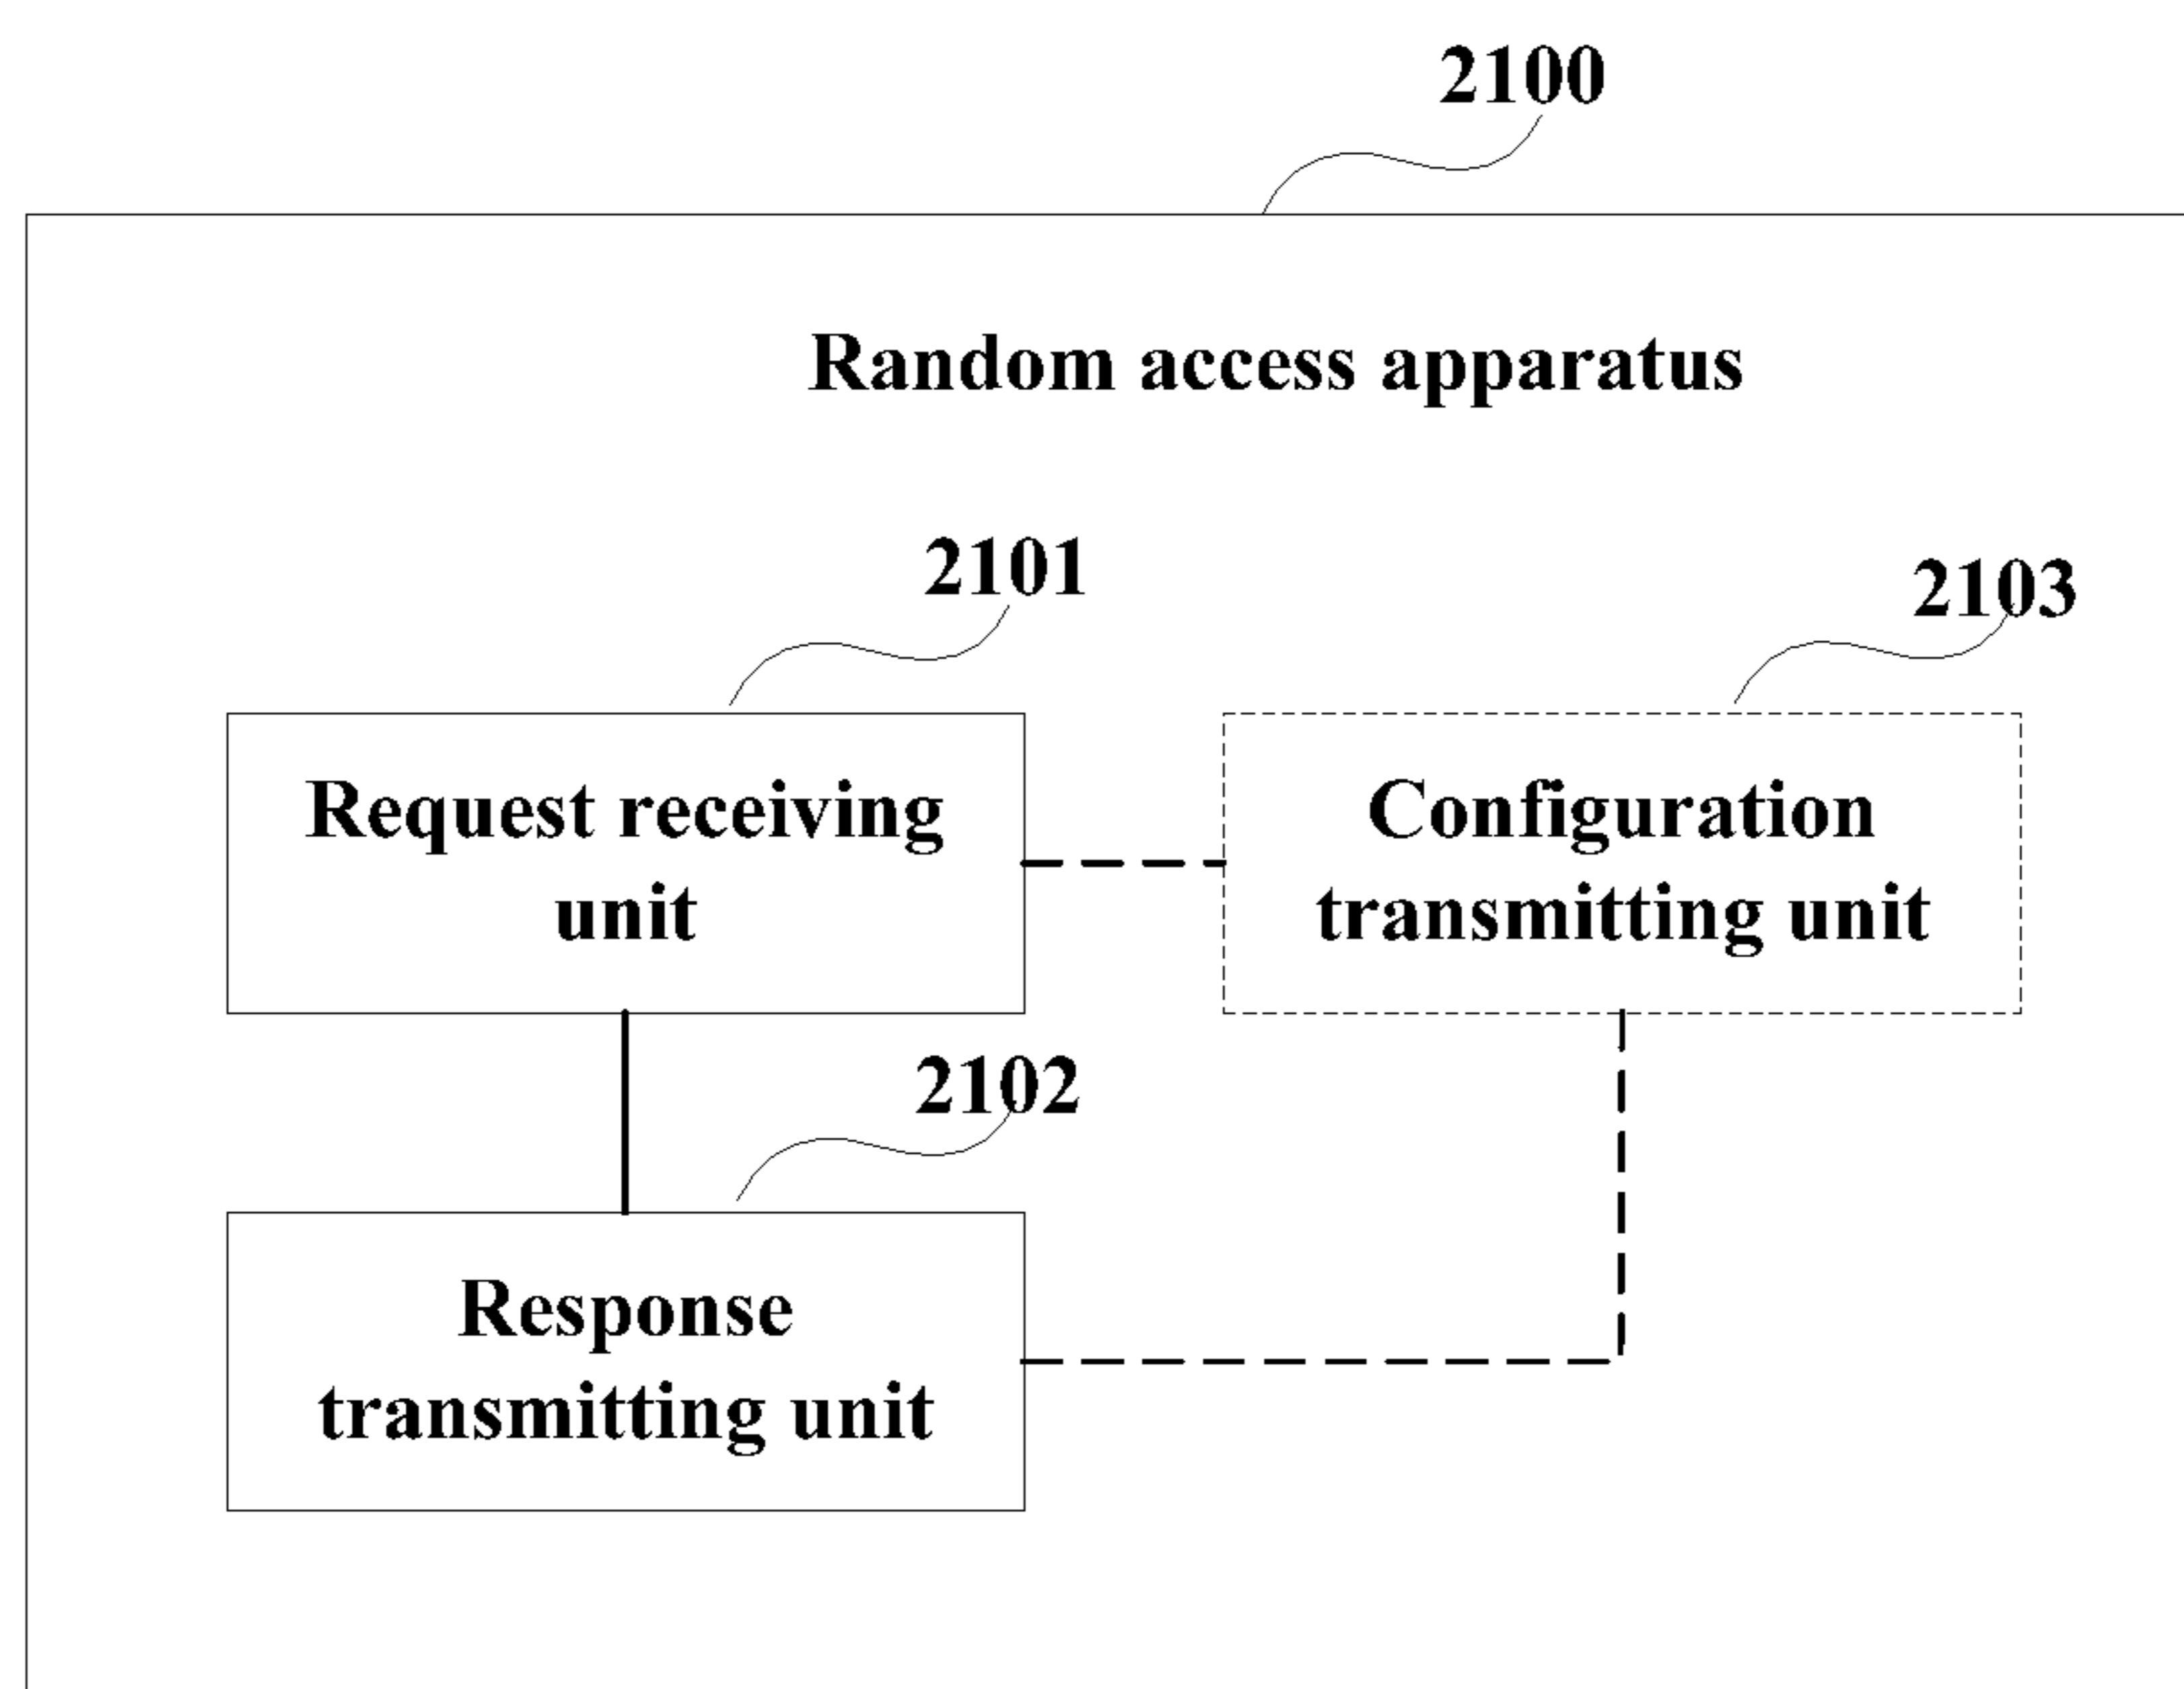 2100
Random access apparatus
2101
2103
Request receiving
unit
Configuration
transmitting unit
2102
Response
transmitting unit